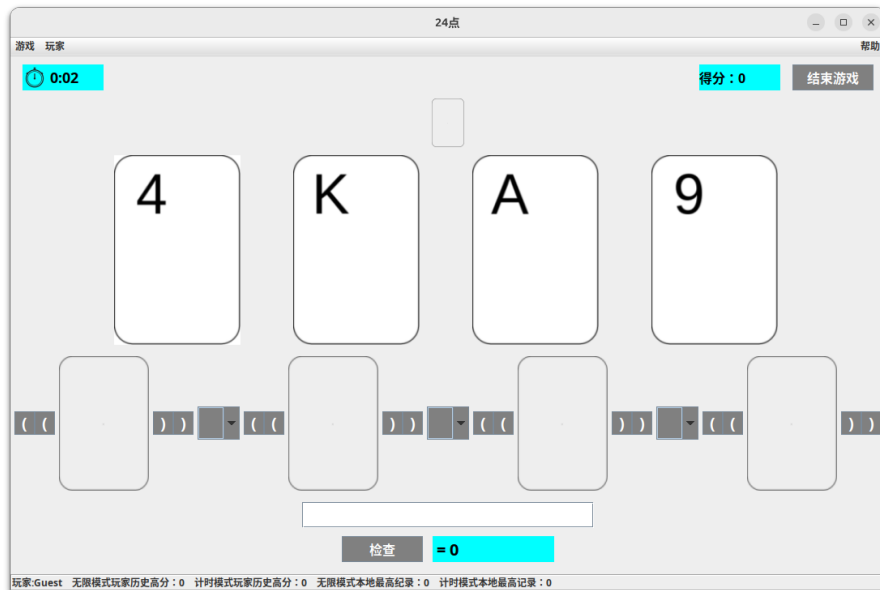 24点
游戏 玩家 帮助
0:02 得分：0 结束游戏
4 K A 9
( ( ) ) ( ( ) ) ( ( ) ) ( ( ) )
检查 = 0
玩家:Guest 无限模式玩家历史高分：0 计时模式玩家历史高分：0 无限模式本地最高纪录：0 计时模式本地最高记录：0